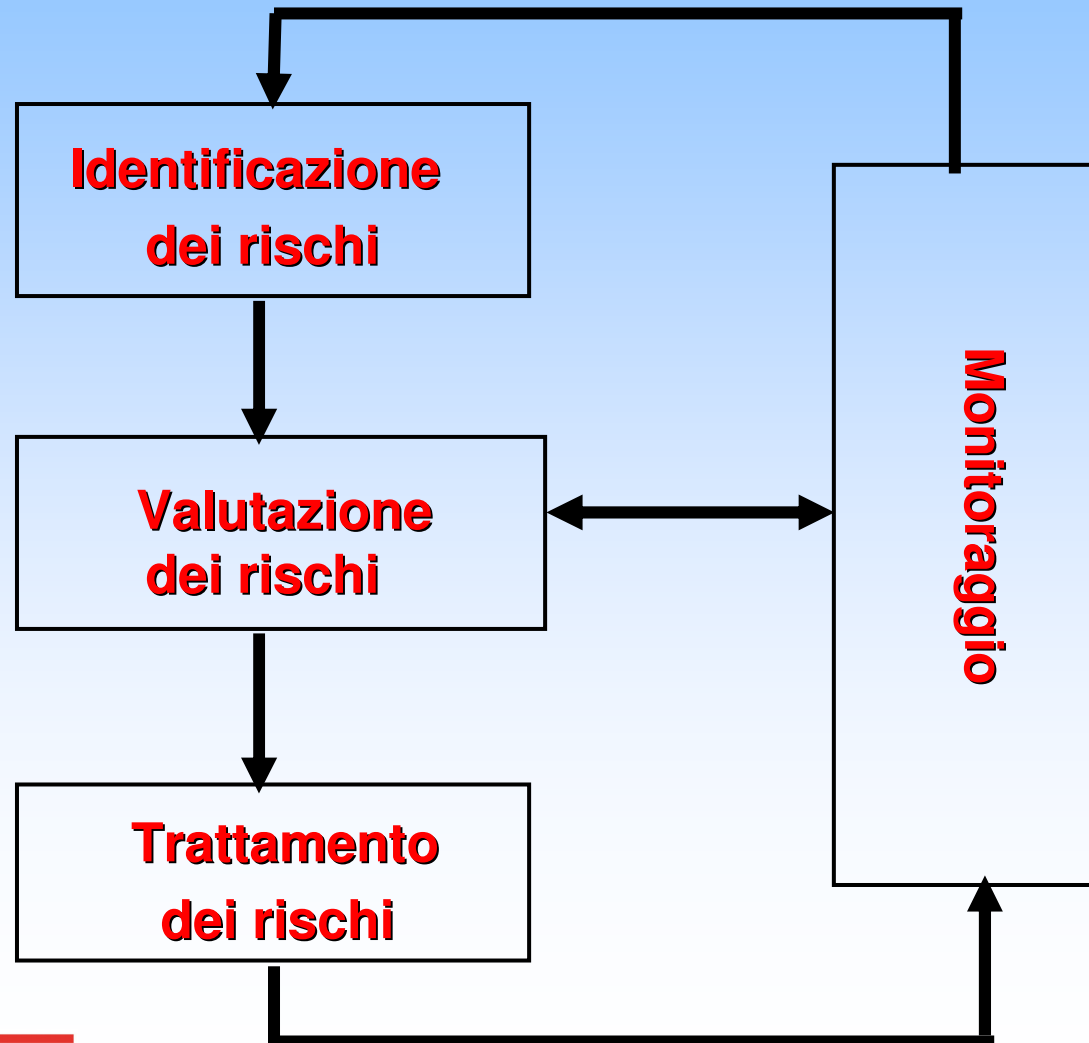 Identificazione
dei rischi
Valutazione
dei rischi
Trattamento
dei rischi
Monitoraggio